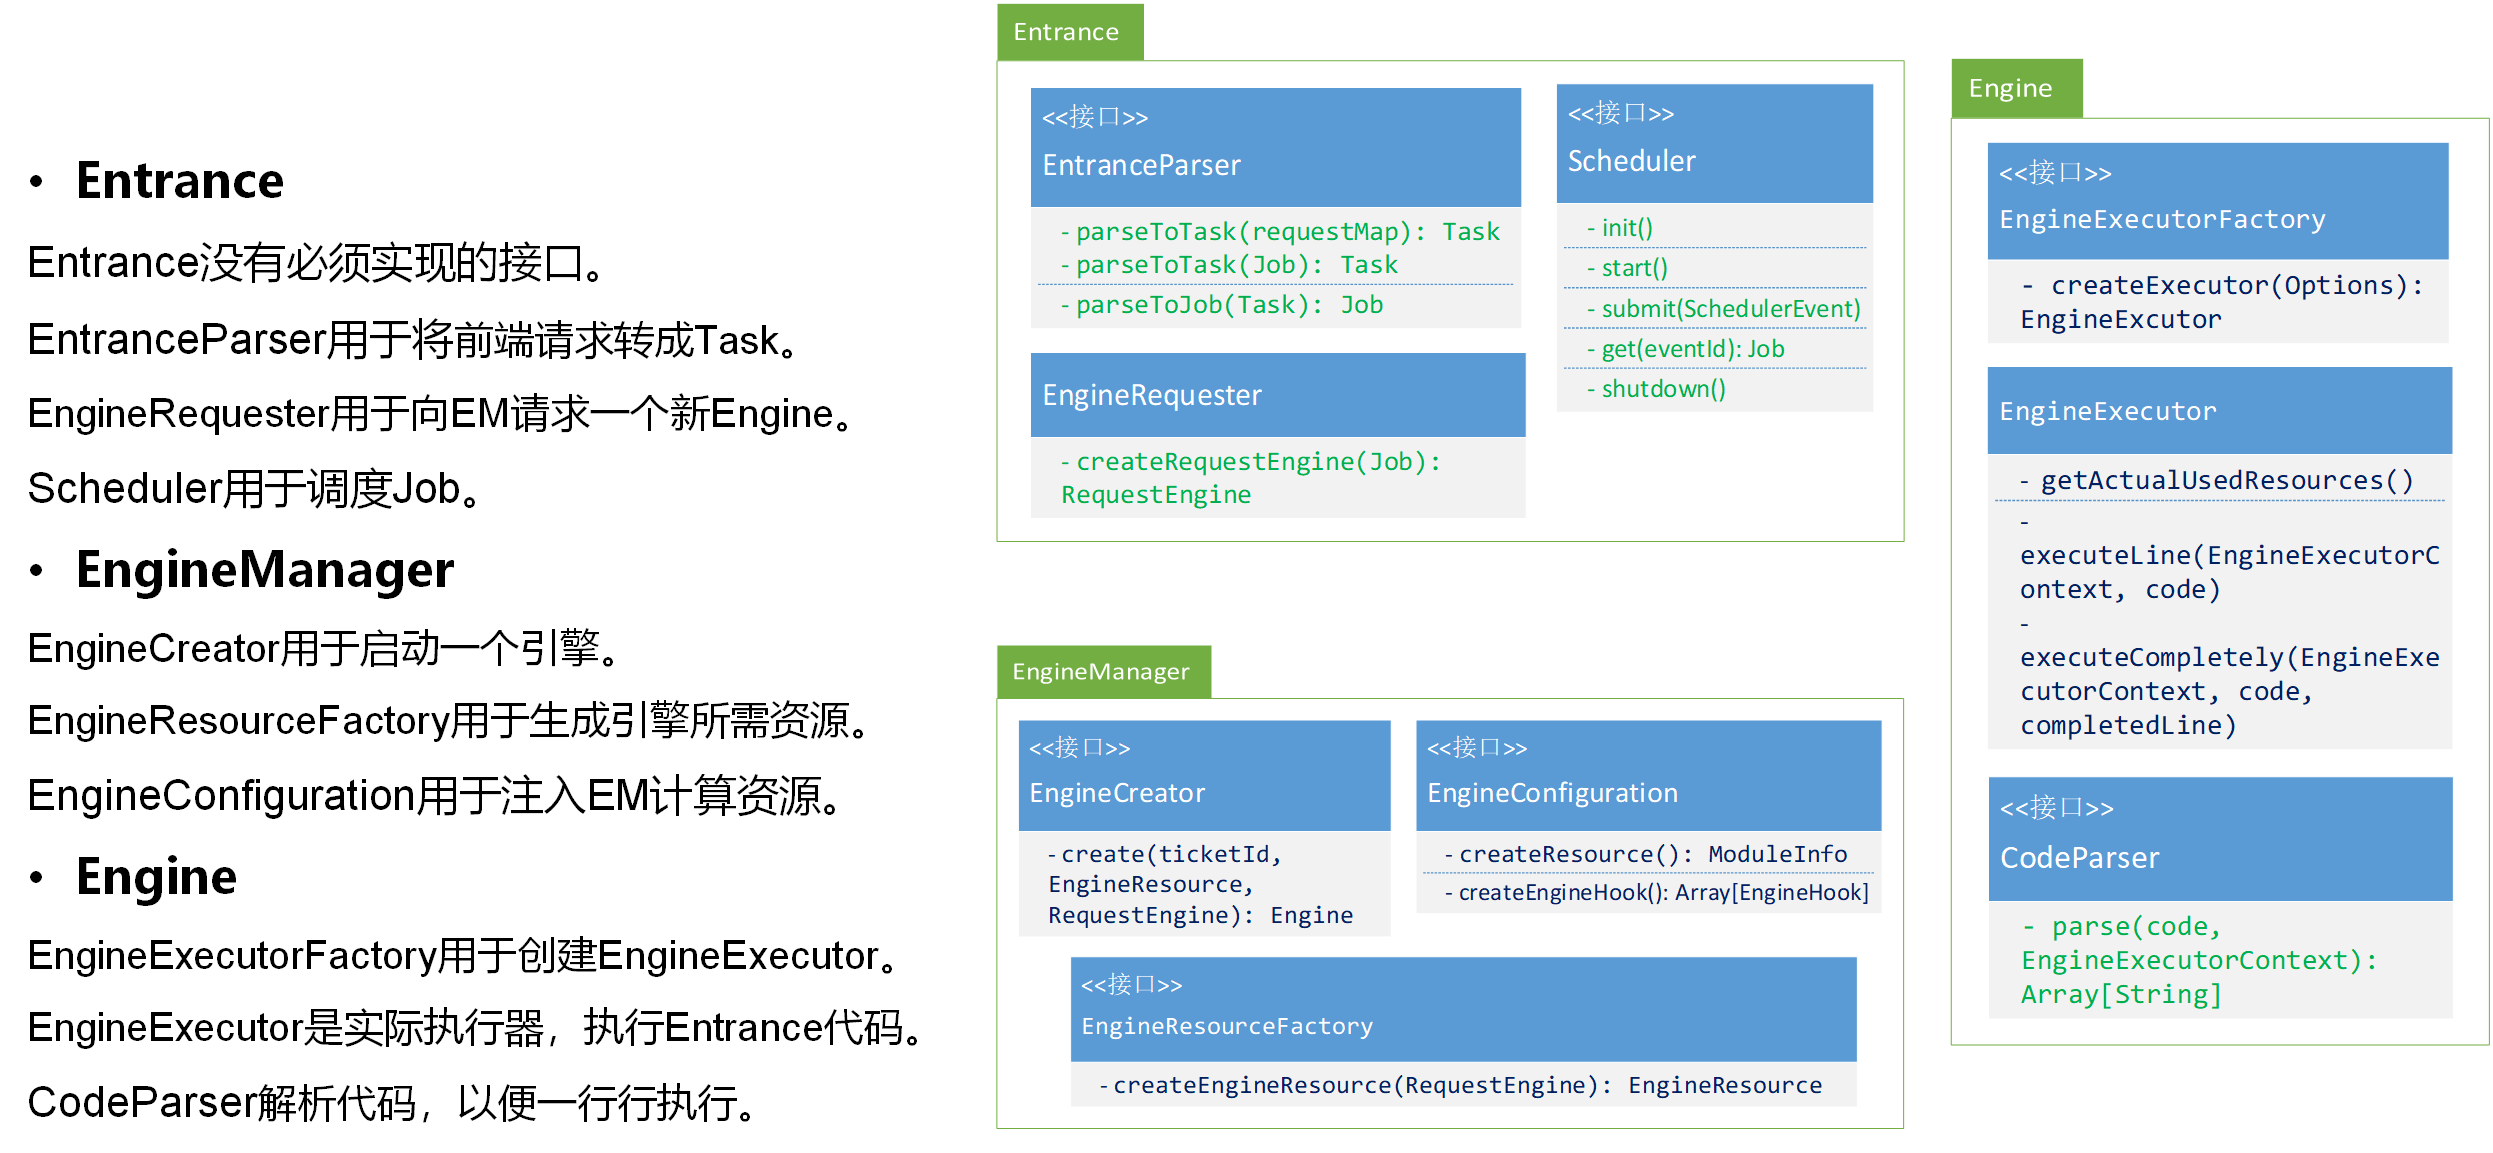 • Entrance
Entrance没有必须实现的接口。
EntranceParser用于将前端请求转成Task。
EngineRequester用于向EM请求一个新Engine。
Scheduler用于调度Job。
• EngineManager
EngineCreator用于启动一个引擎。
EngineResourceFactory用于生成引擎所需资源。
EngineConfiguration用于注入EM计算资源。
• Engine
EngineExecutorFactory用于创建EngineExecutor。
EngineExecutor是实际执行器，执行Entrance代码。
CodeParser解析代码，以便一行行执行。
Entrance
<<接口>>
EntranceParser
- parseToTask(requestMap): Task
- parseToTask(Job): Task
- parseToJob(Task): Job
EngineRequester
- createRequestEngine(Job):
RequestEngine
<<接口>>
Scheduler
- init()
- start()
- submit(SchedulerEvent)
- get(eventId): Job
- shutdown()
EngineManager
<<接口>>
EngineCreator
- create(ticketId,
EngineResource,
RequestEngine): Engine
<<接口>>
EngineConfiguration
- createResource(): ModuleInfo
- createEngineHook(): Array[EngineHook]
<<接口>>
EngineResourceFactory
- createEngineResource(RequestEngine): EngineResource
Engine
<<接口>>
EngineExecutorFactory
- createExecutor(Options):
EngineExcutor
EngineExecutor
- getActualUsedResources()
-
executeLine(EngineExecutorC
ontext, code)
-
executeCompletely(EngineExe
cutorContext, code,
completedLine)
<<接口>>
CodeParser
- parse(code,
EngineExecutorContext):
Array[String]